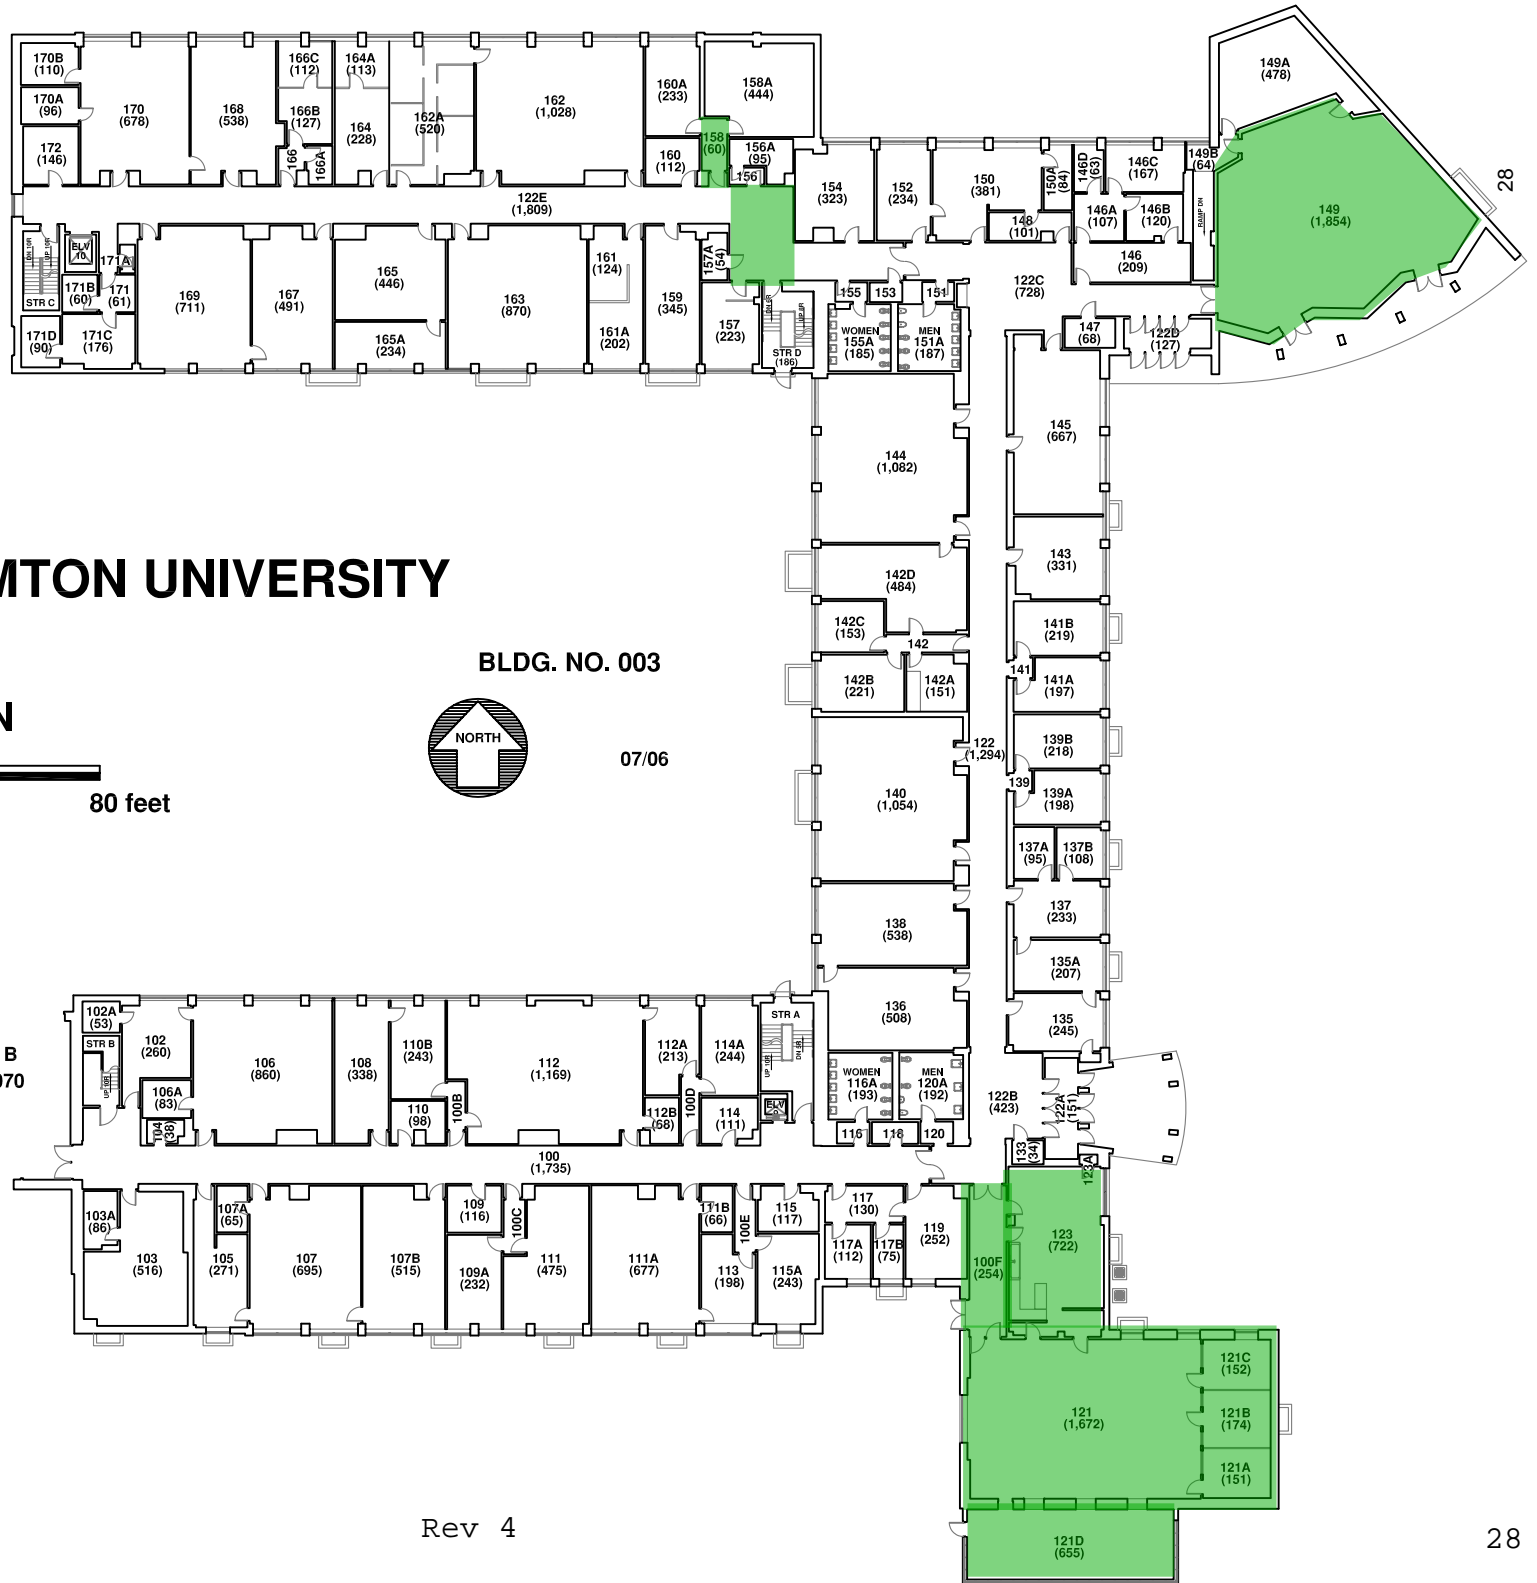 170B
(110)
170A
(96)
172
(146)
170
(678)
168
(538)
166C
(112)
166B
(127)
166
166A
164A
(113)
164
(228)
162A
(520)
162
(1,028)
160A
(233)
160
(112)
158A
(444)
158
(60)
156A
(95)
156
154
(323)
152
(234)
150
(381)
150A
(84)
148
(101)
146D
(63)
146C
(167)
146A
(107)
146B
(120)
146
(209)
149B
(64)
RAMP DN
149A
(478)
149
(1,854)
28
122E
(1,809)
DN 10R
UP 10R
STR C
ELV
10
171A
171B
(60)
171
(61)
171D
(90)
171C
(176)
169
(711)
167
(491)
165
(446)
165A
(234)
163
(870)
161
(124)
161A
(202)
159
(345)
157A
(54)
157
(223)
STR D
(186)
155
153
151
WOMEN
155A
(185)
MEN
151A
(187)
122C
(728)
147
(68)
122D
(127)
144
(1,082)
145
(667)
142D
(484)
143
(331)
142C
(153)
142
142B
(221)
142A
(151)
141B
(219)
141
141A
(197)
122
(1,294)
139B
(218)
139
139A
(198)
140
(1,054)
137A
(95)
137B
(108)
137
(233)
138
(538)
135A
(207)
136
(508)
135
(245)
MTON UNIVERSITY
BLDG. NO. 003
N
NORTH
07/06
80 feet
B
070
102A
(53)
STR B
UP 10R
102
(260)
106A
(83)
104
(38)
106
(860)
108
(338)
110B
(243)
110
(98)
100B
112
(1,169)
112A
(213)
112B
(68)
100D
114A
(244)
114
(111)
STR A
UP 10R
ELV
WOMEN
116A
(193)
MEN
120A
(192)
116
118
120
122B
(423)
122A
(151)
133
(34)
123A
100
(1,735)
103A
(86)
103
(516)
107A
(65)
105
(271)
107
(695)
107B
(515)
109
(116)
109A
(232)
100C
111
(475)
111A
(677)
111B
(66)
100E
113
(198)
115
(117)
115A
(243)
117
(130)
117A
(112)
117B
(75)
119
(252)
100F
(254)
123
(722)
121
(1,672)
121C
(152)
121B
(174)
121A
(151)
121D
(655)
Rev 4
28